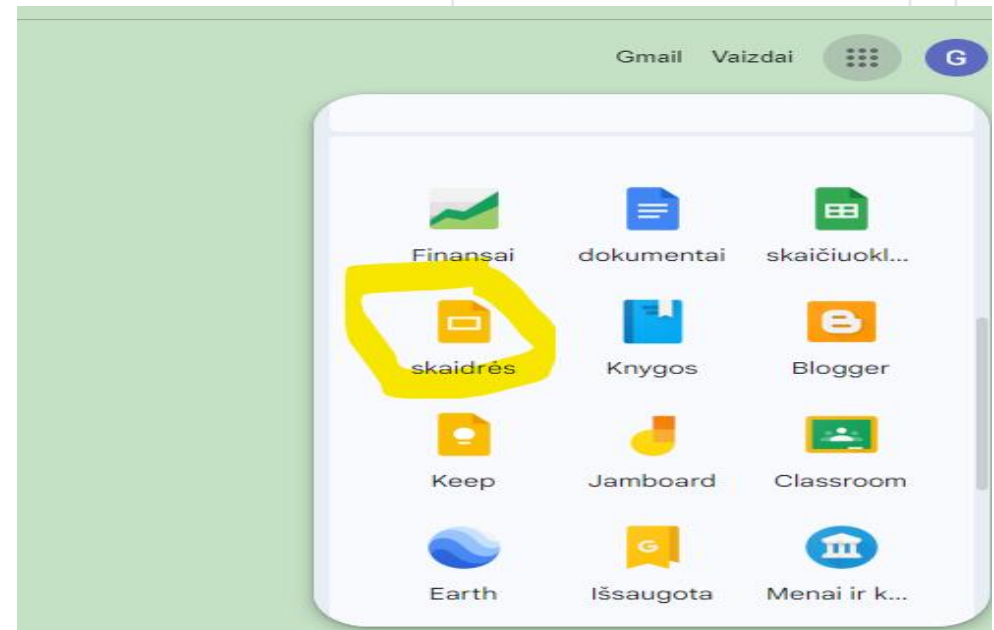 Gmail Vaizdai G
Finansai dokumentai skaičiuokl...
skaidrės Knygos Blogger
Keep Jamboard Classroom
G
Earth Išsaugota Menai ir k...